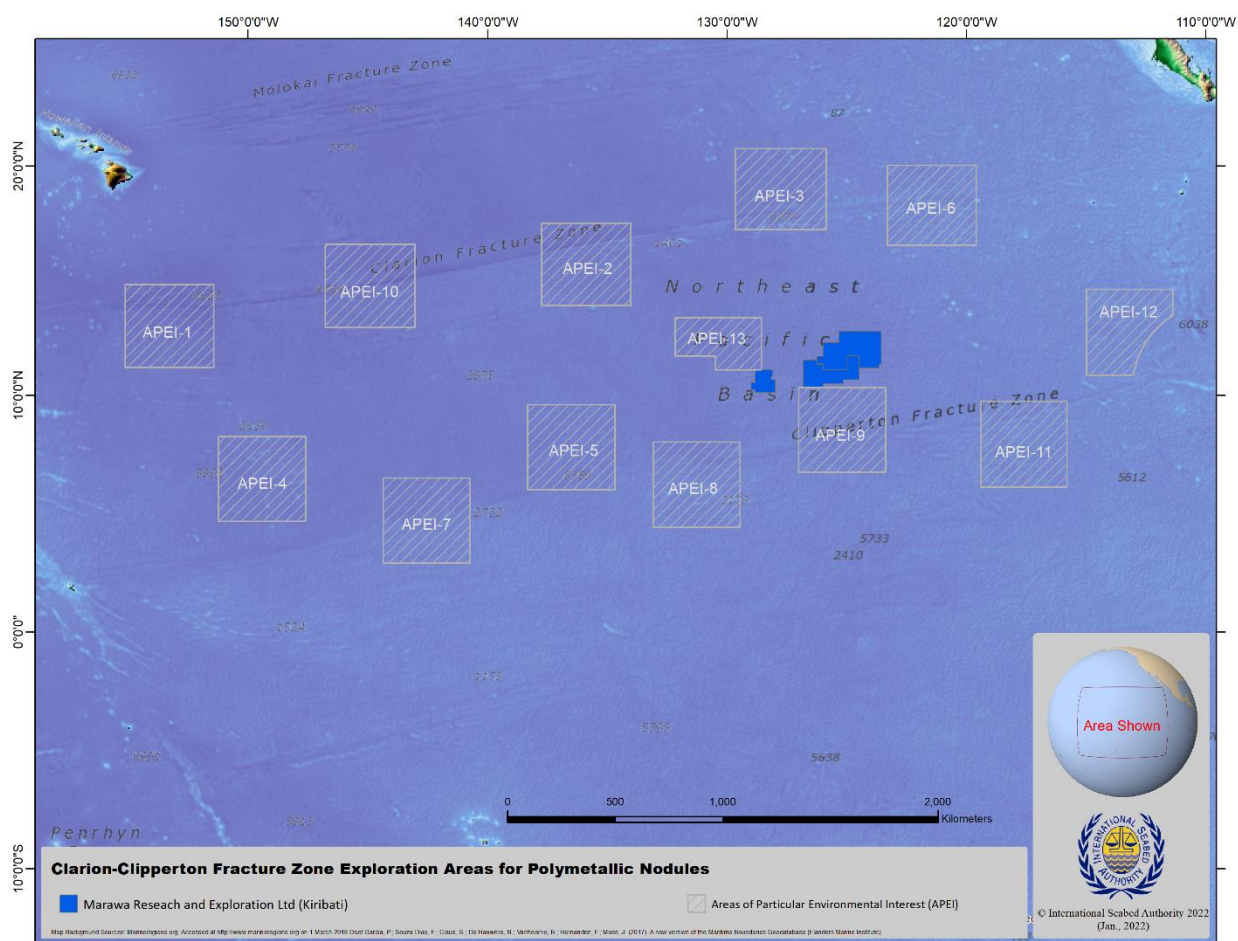 150°0'0"W 140°0'0"W 130°0'0"W 120°0'0"W 110°0'0"W
Molokai Fracture Zone
87
20°0'0"N
APEI-3
APEI-6
Clarion Fracture Zone
APEI-2
APEI-10
Northeast
APEI-1
APEI-12
6038
Pacific
APEI-13
10°0'0"N
Basin
Clipperton Fracture Zone
APEI-5
APEI-9
APEI-11
APEI-4
APEI-8
5612
APEI-7
5733
2410
0°0'0"
Area Shown
5638
0 500 1,000 2,000
Kilometers
Penrhyn
10°0'0"S
Clarion-Clipperton Fracture Zone Exploration Areas for Polymetallic Nodules
Marawa Reseach and Exploration Ltd (Kiribati)
Areas of Particular Environmental Interest (APEI)
INTERNATIONAL SEABED AUTHORITY
© International Seabed Authority 2022
(Jan., 2022)